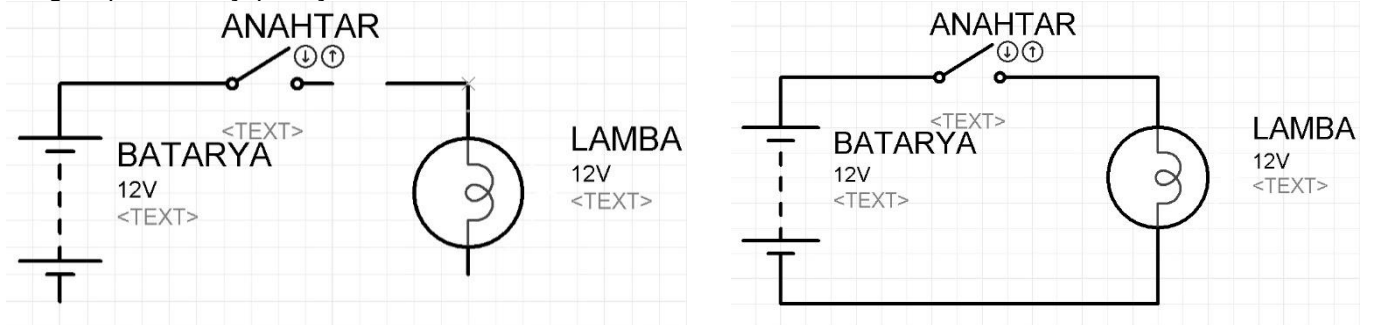 ANAHTAR
<TEXT>
BATARYA
12V
<TEXT>
LAMBA
12V
<TEXT>
ANAHTAR
<TEXT>
BATARYA
12V
<TEXT>
LAMBA
12V
<TEXT>